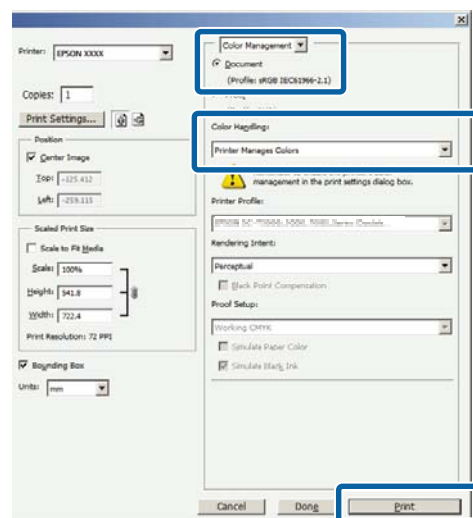 Printer: EPSON XXXX
Copies: 1
Print Settings...
Position
Center Image
Top: -125.412
Left: -259.115
Scaled Print Size
Scale to Fit Media
Scale: 100%
Height: 541.8
Width: 722.4
Print Resolution: 72 PPI
Bounding Box
Units: mm
Color Management
Document
(Profile: sRGB IEC61966-2.1)
Color Handling:
Printer Manages Colors
management in the print settings dialog box.
Printer Profile:
Rendering Intent:
Perceptual
Black Point Compensation
Proof Setup:
Working CMYK
Simulate Paper Color
Simulate Black Ink
Cancel
Done
Print